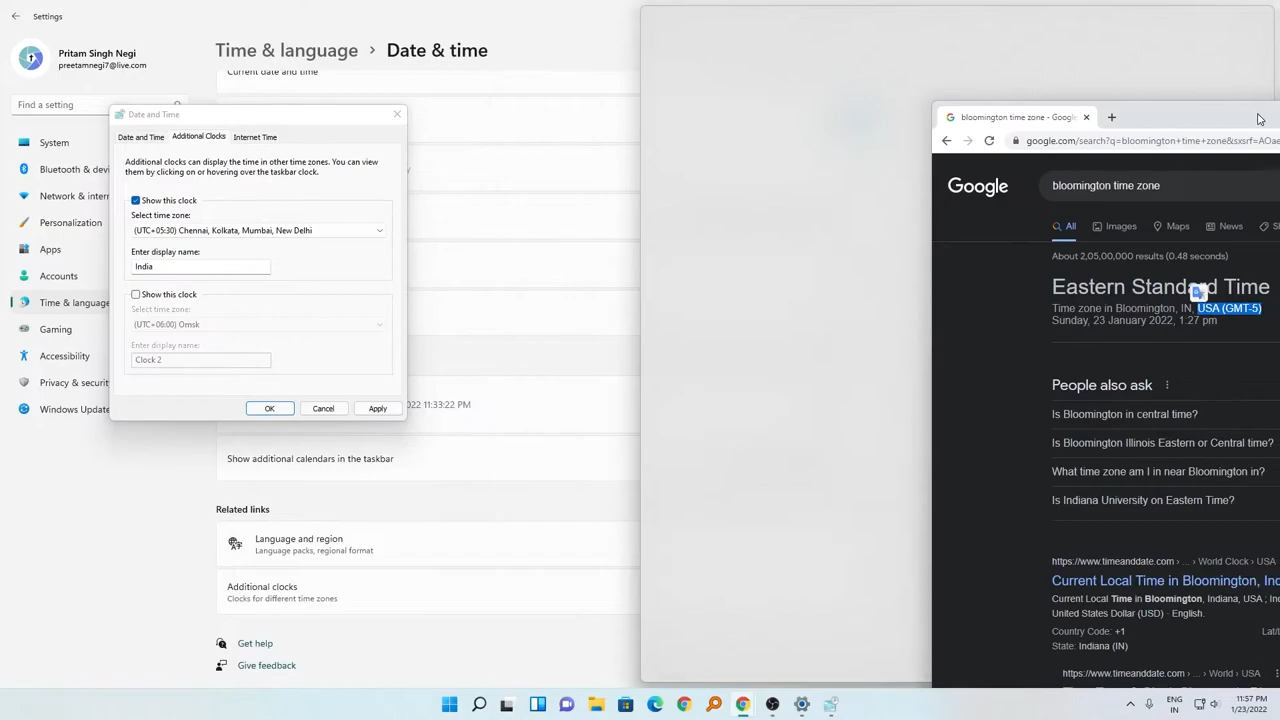 Settings
Pritam Singh Negi
preetamnegi7@live.com
Time & language > Date & time
Current date and time
Find a setting
System
Network & inter
Personalization
Apps
Accounts
Time & language
Gaming
Accessibility
Privacy & securit
Windows Update
Date and Time
Date and Time
Additional Clocks
Internet Time
Additional clocks can display the time in other time zones. You can view
them by clicking on or hovering over the taskbar clock.
Show this clock
Select time zone:
(UTC+05:30) Chennai, Kolkata, Mumbai, New Delhi
Enter display name:
India
Show this clock
Select time zone:
(UTC+06:00) Omsk
Enter display name:
Clock 2
OK
Cancel
Apply
022 11:33:22 PM
Show additional calendars in the taskbar
Related links
Language and region
Language packs, regional format
Additional clocks
Clocks for different time zones
Get help
Give feedback
bloomington time zone - Google
google.com/search?q=bloomington+time+zone&sxsrf=AOae
Google
bloomington time zone
All
Images
Maps
News
About 2,05,00,000 results (0.48 seconds)
Eastern Standard Time
Time zone in Bloomington, IN, USA (GMT-5)
Sunday, 23 January 2022, 1:27 pm
People also ask
Is Bloomington in central time?
Is Bloomington Illinois Eastern or Central time?
What time zone am I in near Bloomington in?
Is Indiana University on Eastern Time?
https://www.timeanddate.com › ... › World Clock › USA
Current Local Time in Bloomington, Ind
Current Local Time in Bloomington, Indiana, USA ; In
United States Dollar (USD) · English.
Country Code: +1
Lat/l
State: Indiana (IN)
https://www.timeanddate.com › ... › World › USA
ENG
IN
11:57 PM
1/23/2022